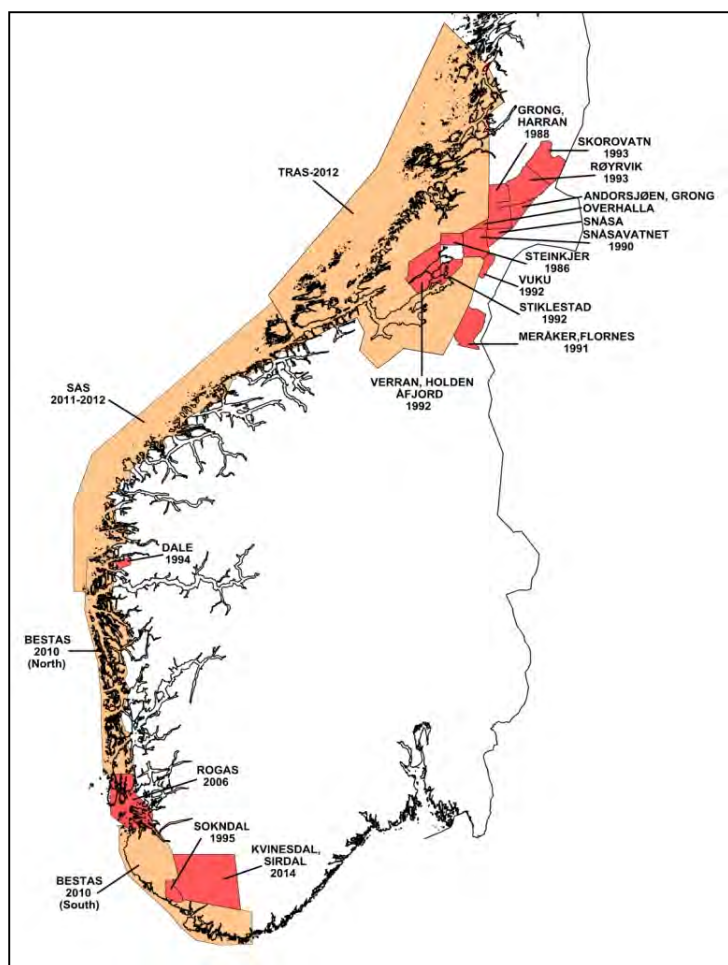 GRONG,
HARRAN
1988
SKOROVATN
1993
RØYRVIK
1993
TRAS-2012
ANDORSJØEN, GRONG
OVERHALLA
SNÅSA
SNÅSAVATNET
1990
STEINKJER
1986
VUKU
1992
STIKLESTAD
1992
MERÅKER,FLORNES
1991
VERRAN, HOLDEN
ÅFJORD
1992
SAS
2011-2012
DALE
1994
BESTAS
2010
(North)
ROGAS
2006
SOKNDAL
1995
KVINESDAL,
SIRDAL
2014
BESTAS
2010
(South)